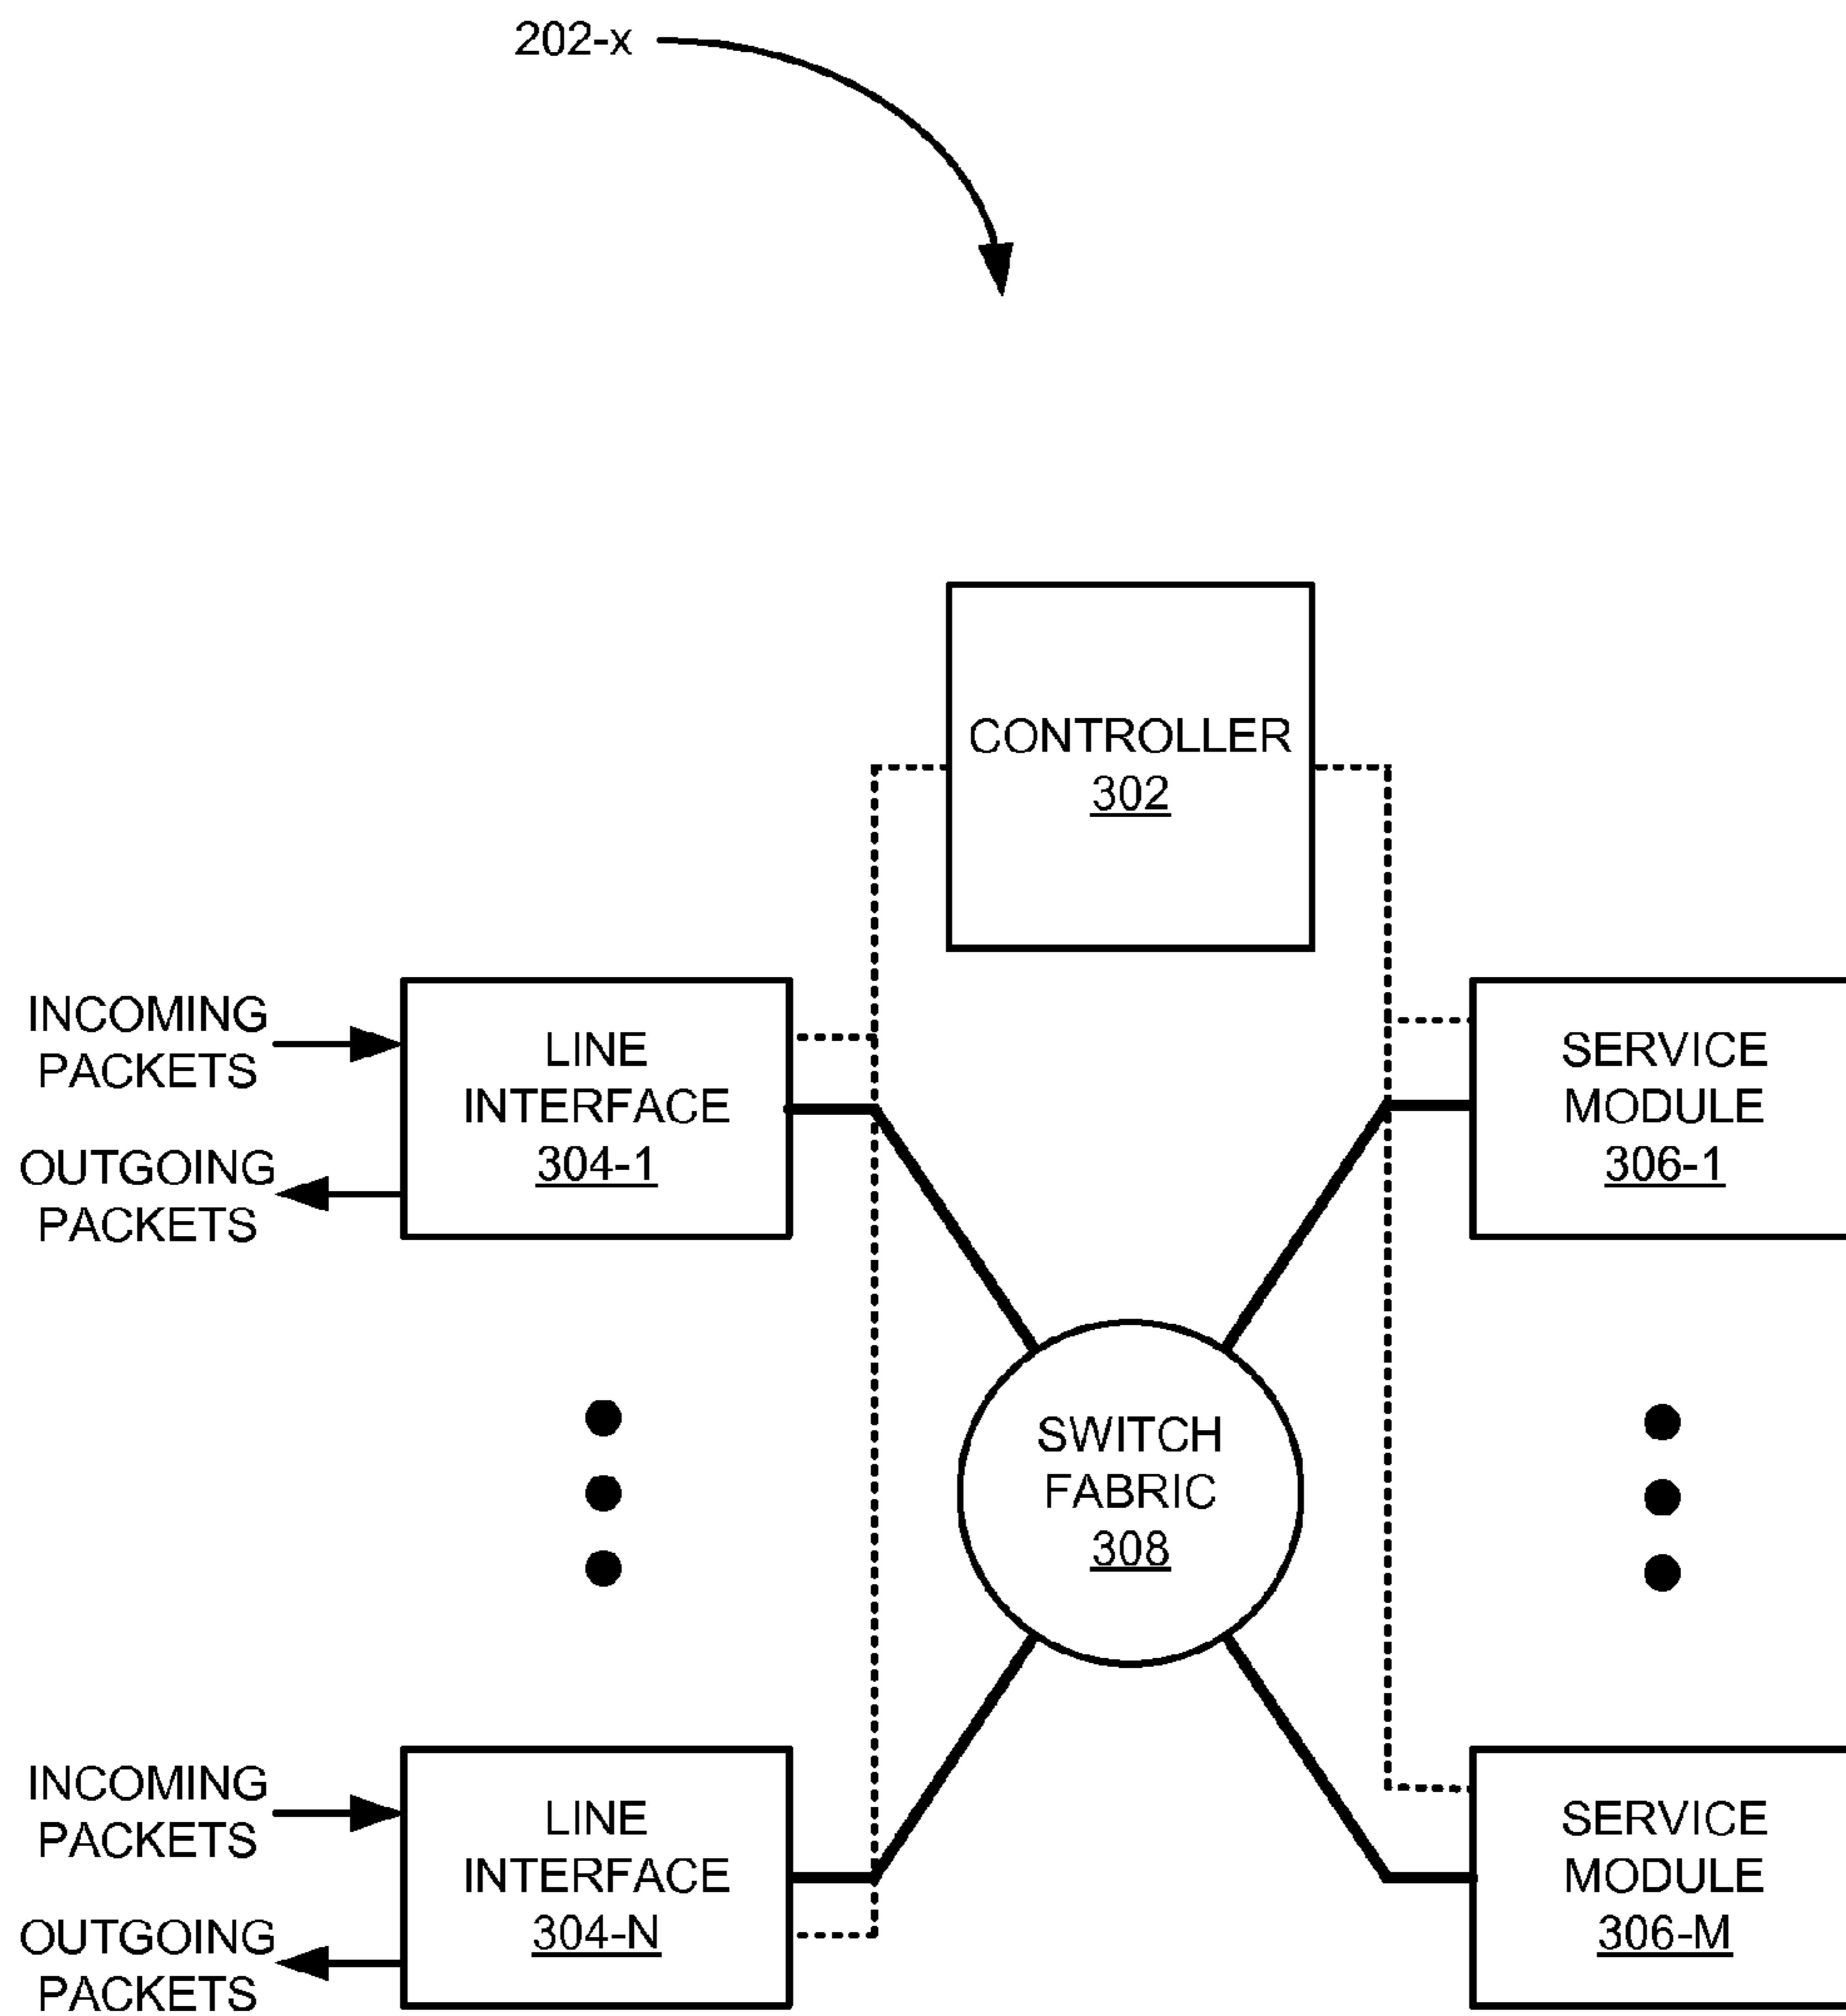 202-x
CONTROLLER
302
INCOMING
PACKETS
OUTGOING
PACKETS
LINE
INTERFACE
304-1
SERVICE
MODULE
306-1
SWITCH
FABRIC
308
INCOMING
PACKETS
OUTGOING
PACKETS
LINE
INTERFACE
304-N
SERVICE
MODULE
306-M